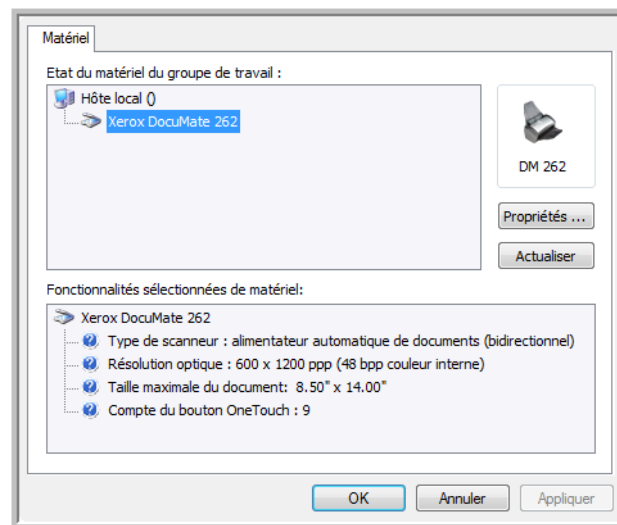 Matériel
Etat du matériel du groupe de travail :
Hôte local ()
Xerox DocuMate 262
DM 262
Propriétés ...
Actualiser
Fonctionnalités sélectionnées de matériel:
Xerox DocuMate 262
Type de scanneur : alimentateur automatique de documents (bidirectionnel)
Résolution optique : 600 x 1200 ppp (48 bpp couleur interne)
Taille maximale du document: 8.50" x 14.00"
Compte du bouton OneTouch : 9
OK
Annuler
Appliquer